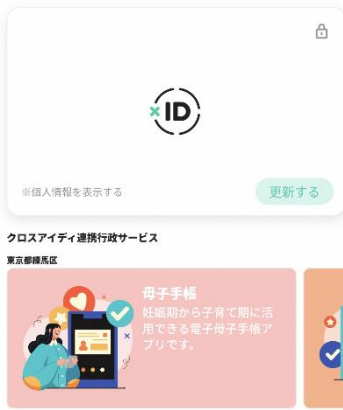 ×ID
※個人情報を表示する
更新する
クロスアイディ連携行政サービス
東京都練馬区
母子手帳
妊娠期から子育て期に活
用できる電子母子手帳ア
プリです。